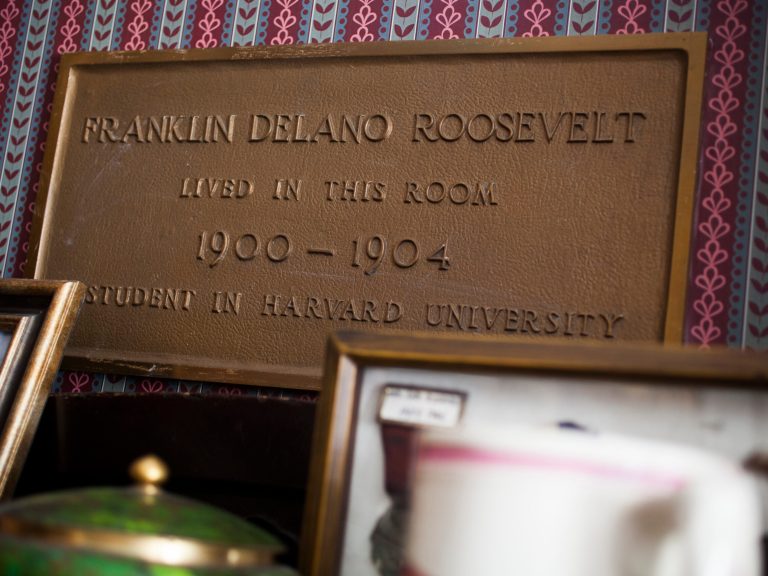 FRANKLIN DELANO ROOSEVELT
LIVED IN THIS ROOM
1900 – 1904
STUDENT IN HARVARD UNIVERSITY